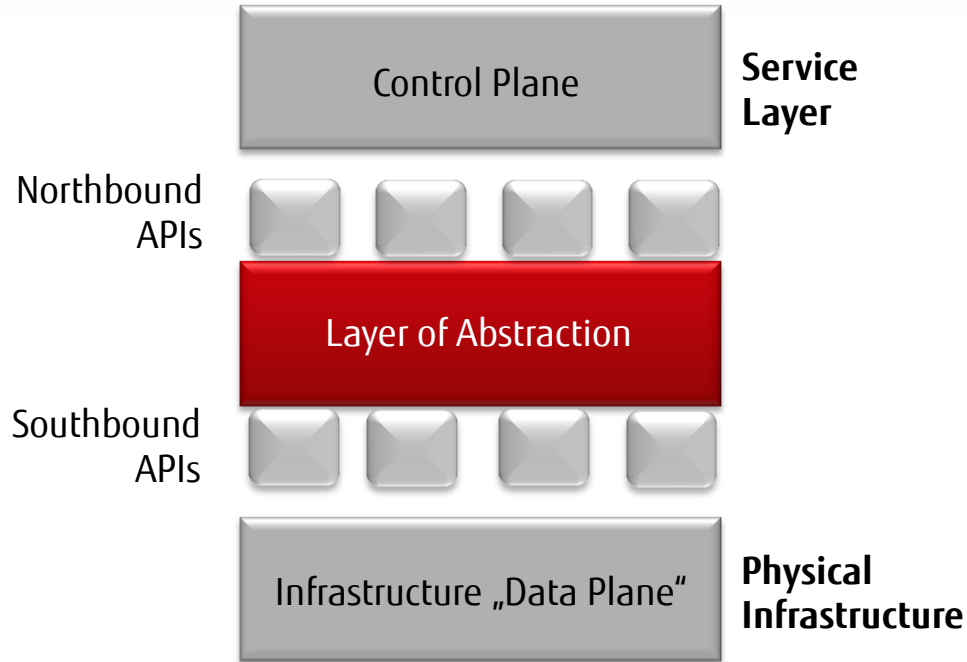 Control Plane
Service
Layer
Northbound
APIs
Layer of Abstraction
Southbound
APIs
Infrastructure „Data Plane“
Physical
Infrastructure